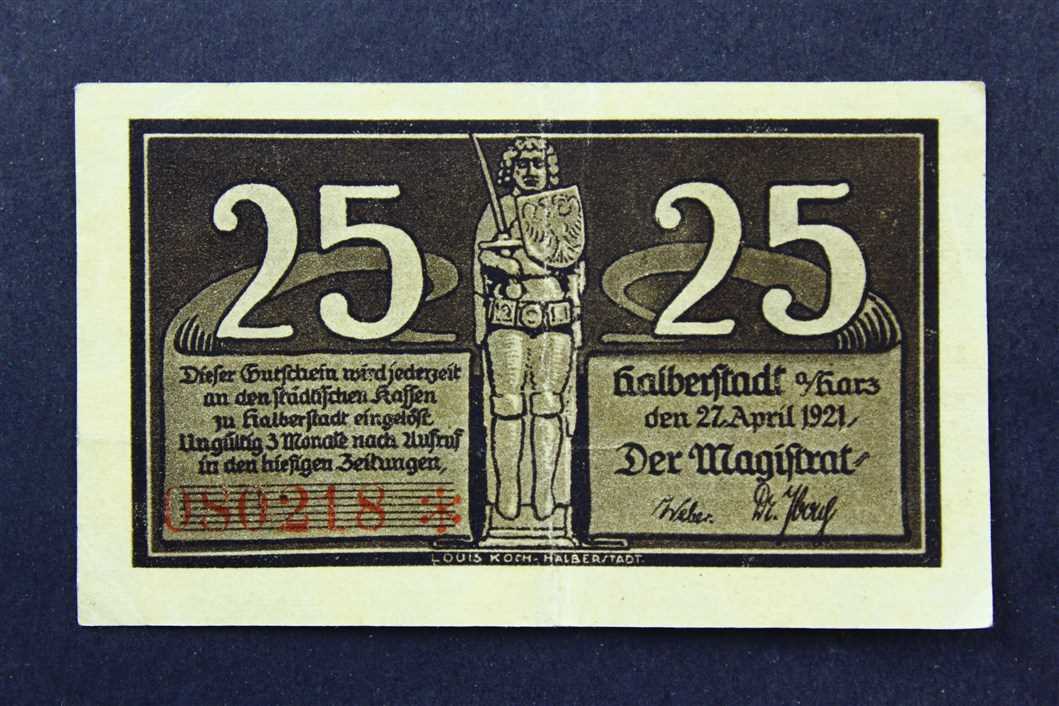 25 25
Dieser Gutschein wird jederzeit
an den städtischen Kassen
zu Halberstadt eingelöst.
Ungültig 3 Monate nach Aufruf
in den hiesigen Zeitungen,
080218 *
Halberstadt a/Harz
den 27. April 1921,
Der Magistrat
Weber.
Dr.
LOUIS KOCH - HALBERSTADT.